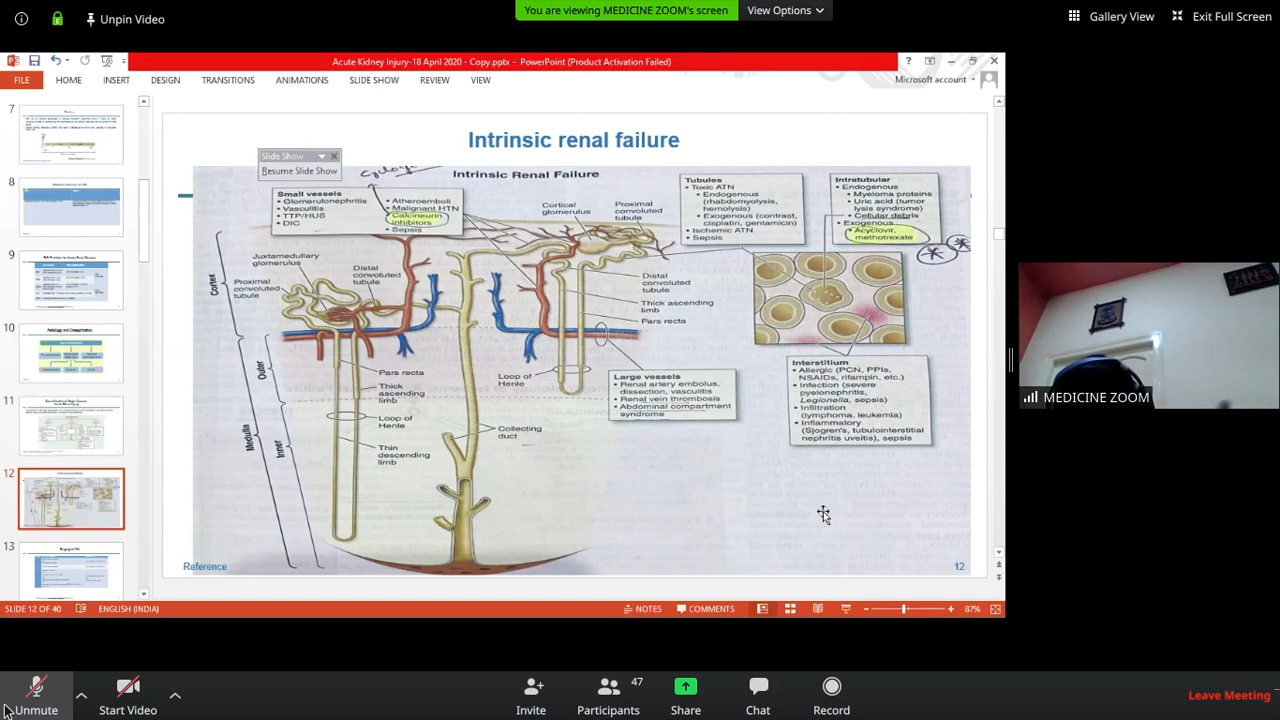 Unpin Video
You are viewing MEDICINE ZOOM's screen
View Options
Gallery View
Exit Full Screen
Acute Kidney Injury-18 April 2020 - Copy.pptx - PowerPoint (Product Activation Failed)
FILE
HOME
INSERT
DESIGN
TRANSITIONS
ANIMATIONS
SLIDE SHOW
REVIEW
VIEW
Microsoft account
7
8
9
10
11
12
13
Intrinsic renal failure
Slide Show
Resume Slide Show
Intrinsic Renal Failure
Small vessels
• Glomerulonephritis
• Vasculitis
• TTP/HUS
• DIC
• Atheroemboli
• Malignant HTN
• Calcineurin
inhibitors
• Sepsis
Cortical
glomerulus
Proximal
convoluted
tubule
Tubules
• Toxic ATN
• Endogenous
(rhabdomyolysis,
hemolysis)
• Exogenous (contrast,
cisplatin, gentamicin)
• Ischemic ATN
• Sepsis
Intratubular
• Endogenous
• Myeloma proteins
• Uric acid (tumor
lysis syndrome)
• Cellular debris
• Exogenous
• Acyclovir,
methotrexate
Juxtamedullary
glomerulus
Distal
convoluted
tubule
Proximal
convoluted
tubule
Cortex
Distal
convoluted
tubule
Thick ascending
limb
Pars recta
Loop of
Henle
Large vessels
• Renal artery embolus,
dissection, vasculitis
• Renal vein thrombosis
• Abdominal compartment
syndrome
Interstitium
• Allergic (PCN, PPIs,
NSAIDs, rifampin, etc.)
• Infection (severe
pyelonephritis,
Legionella, sepsis)
• Infiltration
(lymphoma, leukemia)
• Inflammatory
(Sjogren's, tubulointerstitial
nephritis uveitis), sepsis
Pars recta
Thick
ascending
limb
Loop of
Henle
Thin
descending
limb
Collecting
duct
Outer
Medulla
Inner
Reference
12
SLIDE 12 OF 40
ENGLISH (INDIA)
NOTES
COMMENTS
87%
MEDICINE ZOOM
Unmute
Start Video
Invite
47
Participants
Share
Chat
Record
Leave Meeting